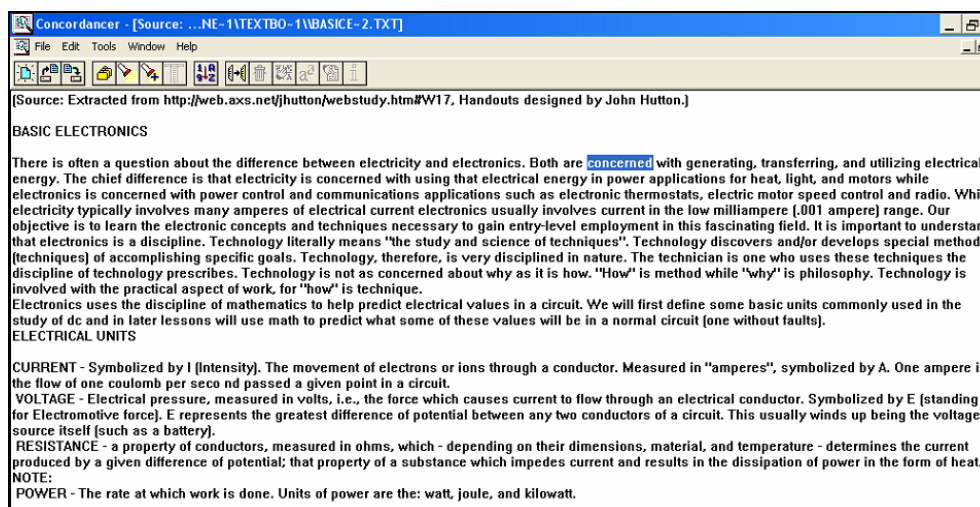 Concordancer - [Source: ...NE~1\TEXTBO~1\\BASICE~2.TXT]
File Edit Tools Window Help
[Source: Extracted from http://web.axs.net/jhutton/webstudy.htm#W17, Handouts designed by John Hutton.]
BASIC ELECTRONICS
There is often a question about the difference between electricity and electronics. Both are concerned with generating, transferring, and utilizing electrical
energy. The chief difference is that electricity is concerned with using that electrical energy in power applications for heat, light, and motors while
electronics is concerned with power control and communications applications such as electronic thermostats, electric motor speed control and radio. Whi
electricity typically involves many amperes of electrical current electronics usually involves current in the low milliampere (.001 ampere) range. Our
objective is to learn the electronic concepts and techniques necessary to gain entry-level employment in this fascinating field. It is important to understan
that electronics is a discipline. Technology literally means "the study and science of techniques". Technology discovers and/or develops special method
(techniques) of accomplishing specific goals. Technology, therefore, is very disciplined in nature. The technician is one who uses these techniques the
discipline of technology prescribes. Technology is not as concerned about why as it is how. "How" is method while "why" is philosophy. Technology is
involved with the practical aspect of work, for "how" is technique.
Electronics uses the discipline of mathematics to help predict electrical values in a circuit. We will first define some basic units commonly used in the
study of dc and in later lessons will use math to predict what some of these values will be in a normal circuit (one without faults).
ELECTRICAL UNITS
CURRENT - Symbolized by I (Intensity). The movement of electrons or ions through a conductor. Measured in "amperes", symbolized by A. One ampere i
the flow of one coulomb per seco nd passed a given point in a circuit.
VOLTAGE - Electrical pressure, measured in volts, i.e., the force which causes current to flow through an electrical conductor. Symbolized by E (standing
for Electromotive force). E represents the greatest difference of potential between any two conductors of a circuit. This usually winds up being the voltage
source itself (such as a battery).
RESISTANCE - a property of conductors, measured in ohms, which - depending on their dimensions, material, and temperature - determines the current
produced by a given difference of potential; that property of a substance which impedes current and results in the dissipation of power in the form of heat.
NOTE:
POWER - The rate at which work is done. Units of power are the: watt, joule, and kilowatt.